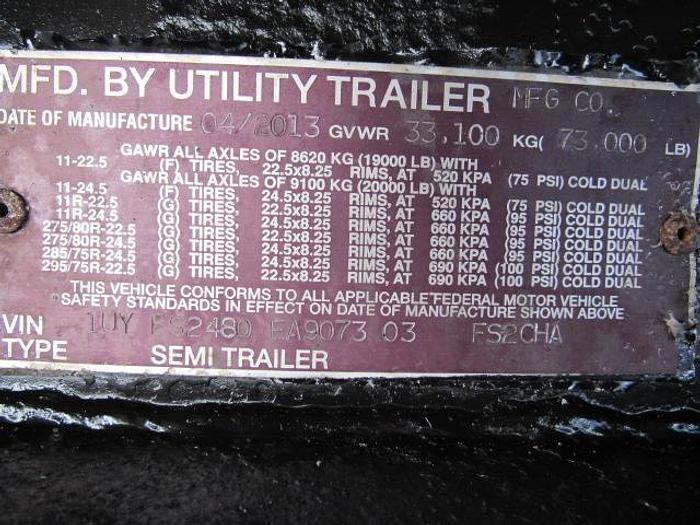 MFD. BY UTILITY TRAILER MFG CO.
DATE OF MANUFACTURE 04/2013 GVWR 33,100 KG( 73,000 LB)
GAWR ALL AXLES OF 8620 KG (19000 LB) WITH
11-22.5 (F) TIRES, 22.5x8.25 RIMS, AT 520 KPA (75 PSI) COLD DUAL
GAWR ALL AXLES OF 9100 KG (20000 LB) WITH
11-24.5 (F) TIRES, 24.5x8.25 RIMS, AT 520 KPA (75 PSI) COLD DUAL
11R-22.5 (G) TIRES, 22.5x8.25 RIMS, AT 660 KPA (95 PSI) COLD DUAL
11R-24.5 (G) TIRES, 24.5x8.25 RIMS, AT 660 KPA (95 PSI) COLD DUAL
275/80R-22.5 (G) TIRES, 22.5x8.25 RIMS, AT 660 KPA (95 PSI) COLD DUAL
275/80R-24.5 (G) TIRES, 24.5x8.25 RIMS, AT 660 KPA (95 PSI) COLD DUAL
285/75R-24.5 (G) TIRES, 24.5x8.25 RIMS, AT 690 KPA (100 PSI) COLD DUAL
295/75R-22.5 (G) TIRES, 22.5x8.25 RIMS, AT 690 KPA (100 PSI) COLD DUAL
THIS VEHICLE CONFORMS TO ALL APPLICABLE FEDERAL MOTOR VEHICLE
SAFETY STANDARDS IN EFFECT ON DATE OF MANUFACTURE SHOWN ABOVE
VIN 1UY FS2480 EA9073 03 FS2CHA
TYPE SEMI TRAILER